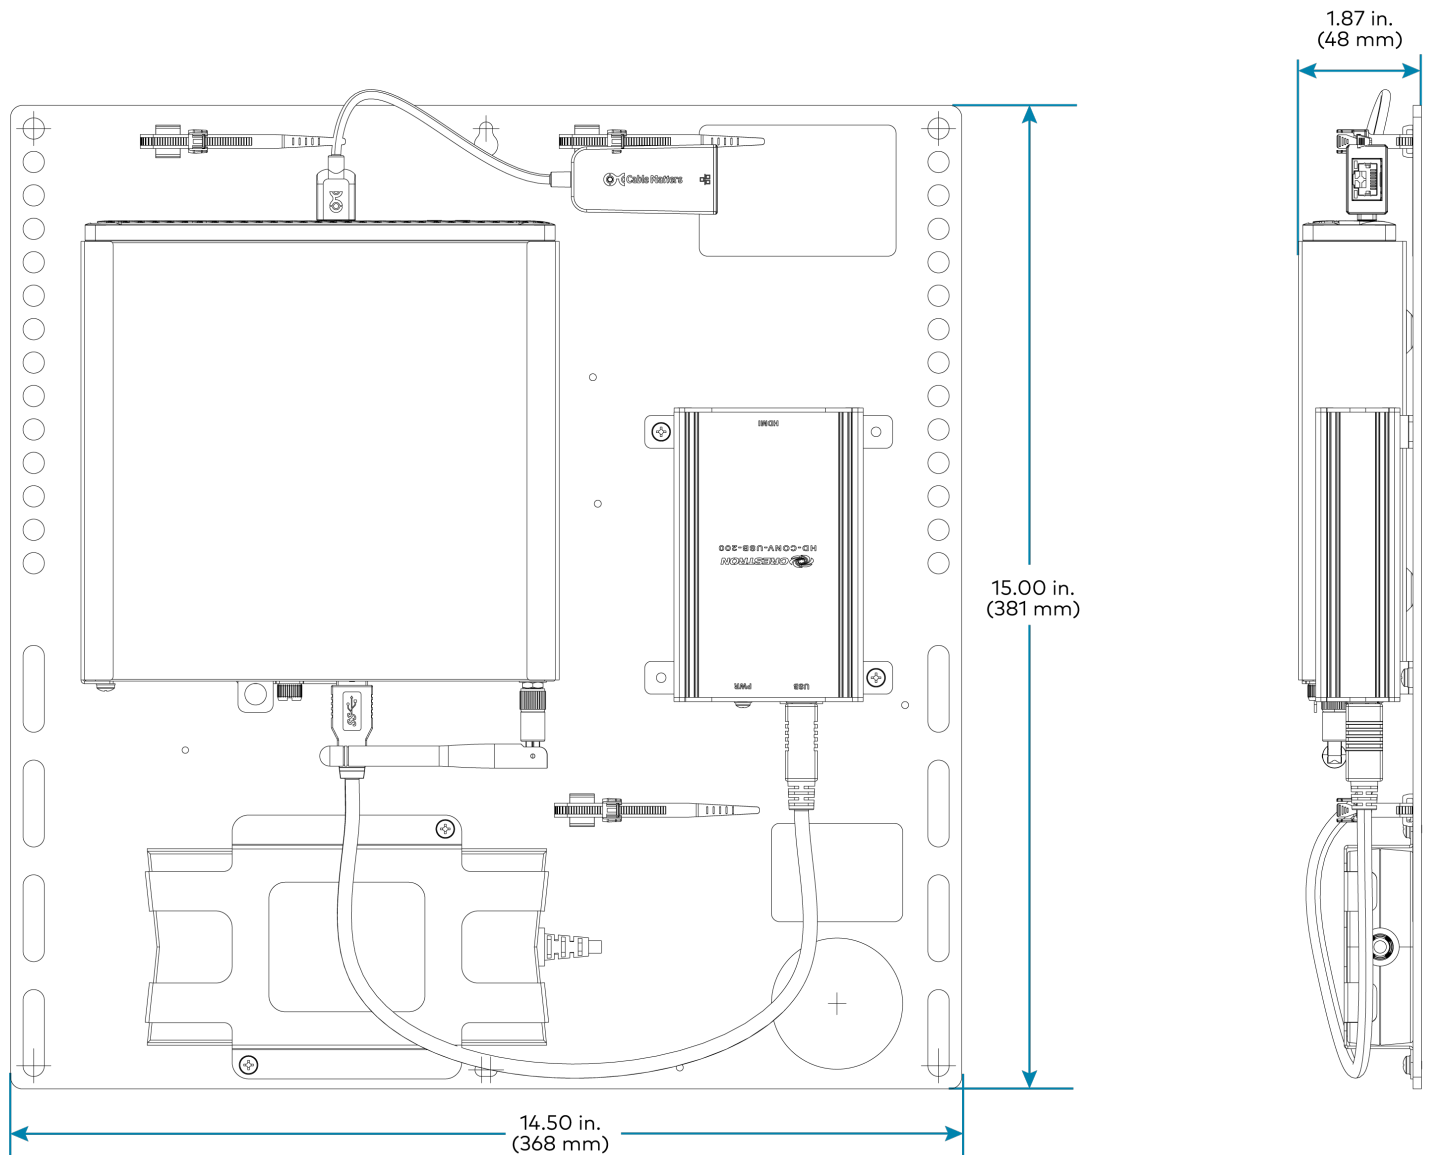 1.87 in.
(48 mm)
Cable Matters
HDMI
HD-CONV-USB-200
CRESTRON
15.00 in.
(381 mm)
PWR
USB
14.50 in.
(368 mm)